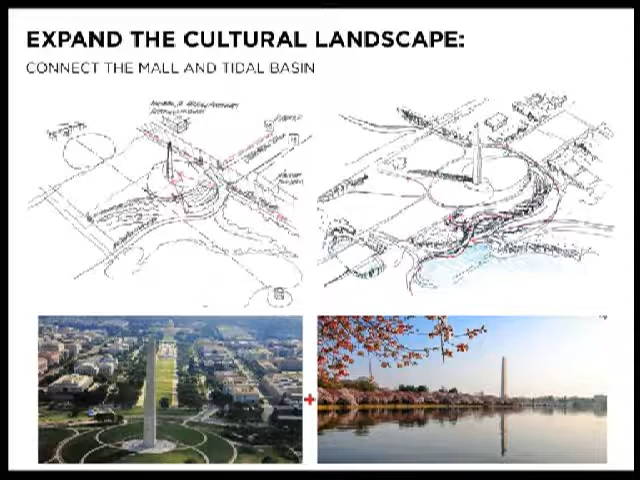 EXPAND THE CULTURAL LANDSCAPE:
CONNECT THE MALL AND TIDAL BASIN
+